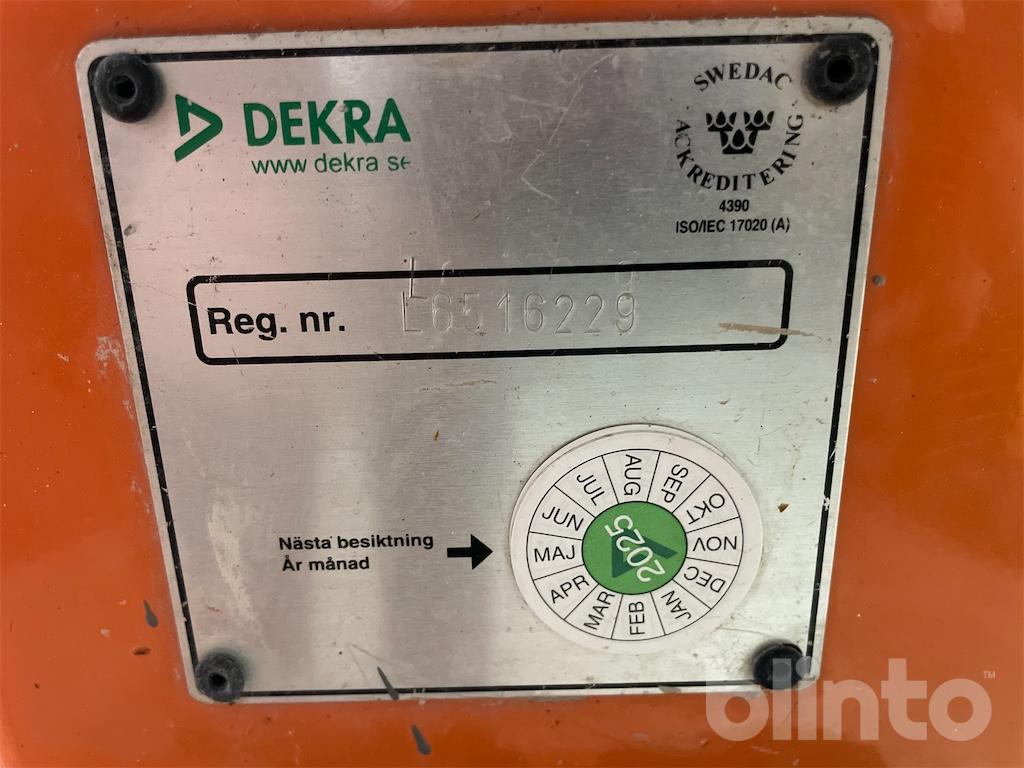 DEKRA
www dekra se
SWEDAC
ACKREDITERING
4390
ISO/IEC 17020 (A)
Reg. nr. L6516229
Nästa besiktning
År månad
JAN
FEB
MAR
APR
MAJ
JUN
JUL
AUG
SEP
OKT
NOV
DEC
2025
blinto™